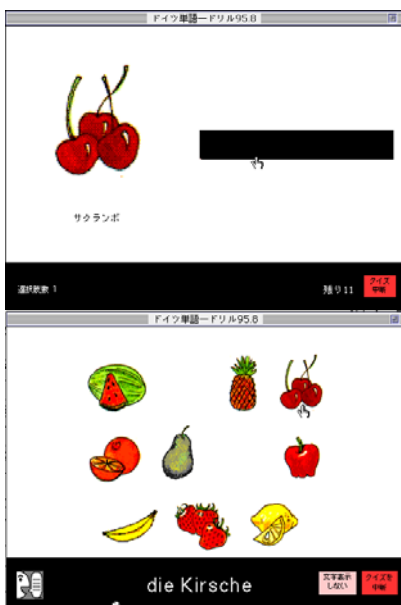 ドイツ単語ードリル95.8
サクランボ
選択肢数 1
残り11
クイズ
中断
ドイツ単語ードリル95.8
die Kirsche
文字表示
しない
クイズを
中断